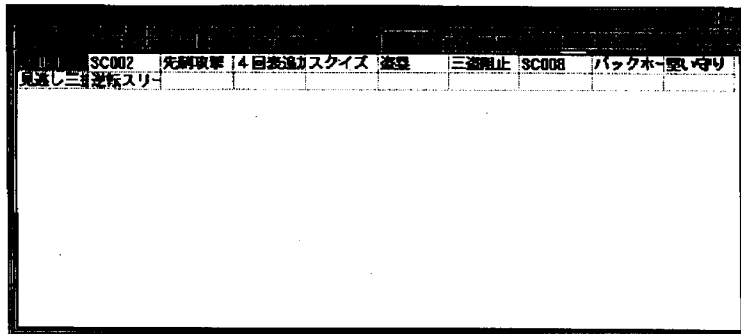 SC002 先制攻撃 4回表追加 スクイズ 盗塁 三盗阻止 SC008 バックホー 堅い守り
見逃し三振 逆転スリー